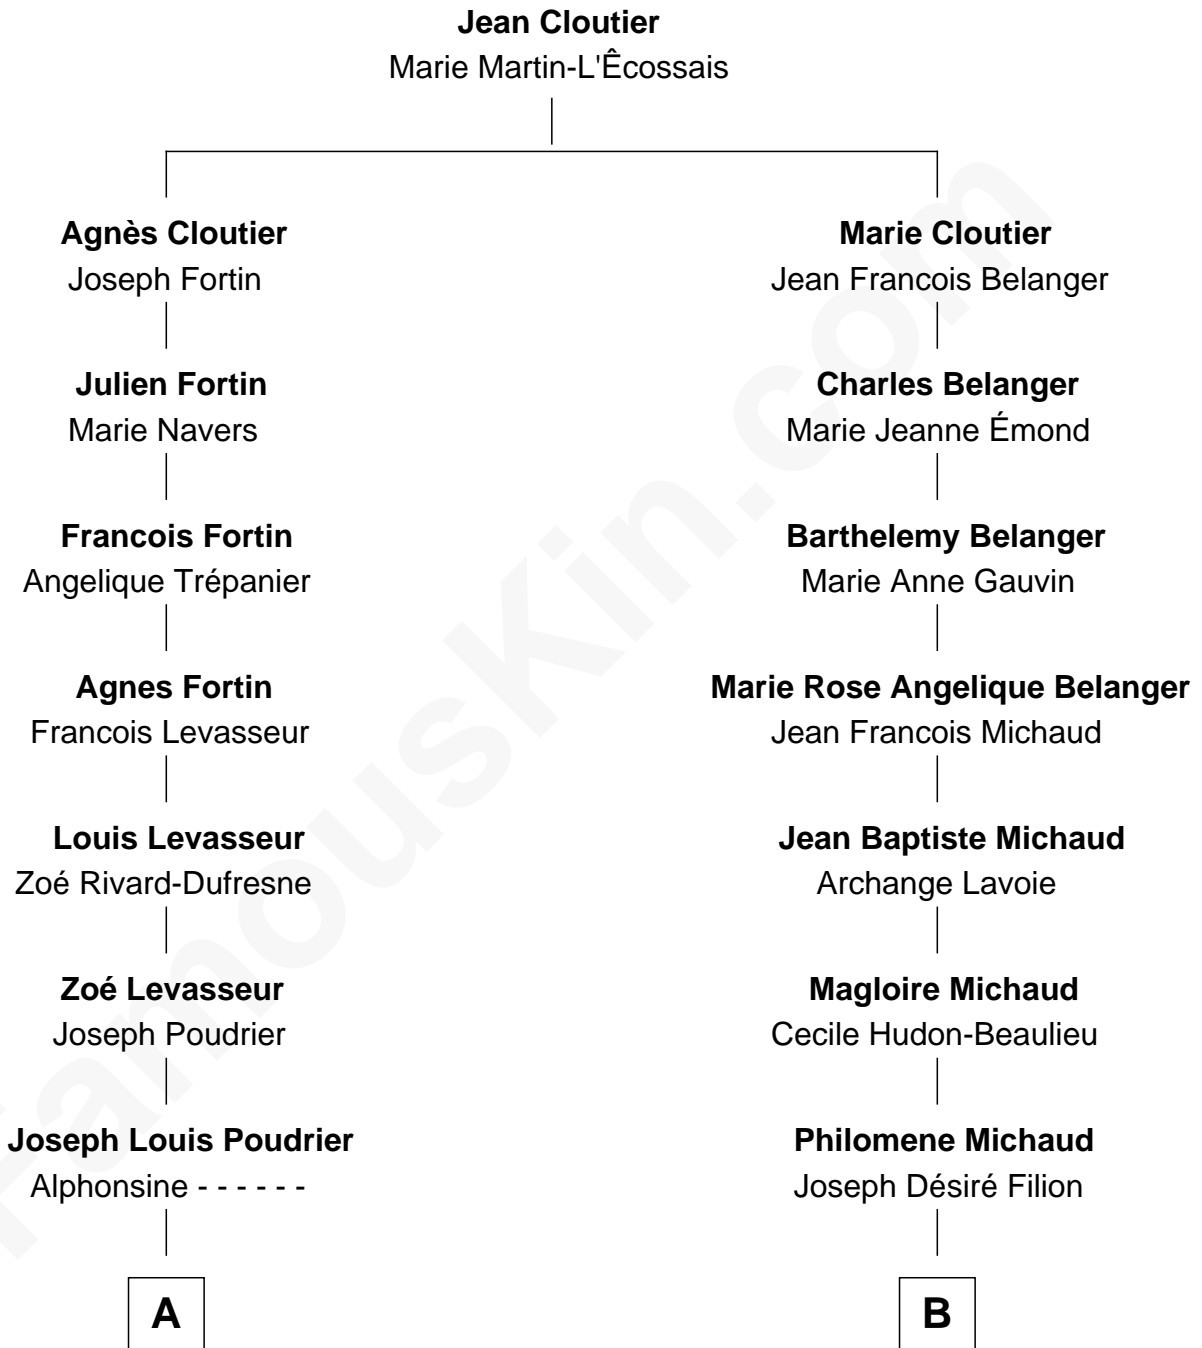 Jean Cloutier
Marie Martin-L'Êcossais
Agnès Cloutier
Joseph Fortin
Marie Cloutier
Jean Francois Belanger
Julien Fortin
Marie Navers
Charles Belanger
Marie Jeanne Émond
Francois Fortin
Angelique Trépanier
Barthelemy Belanger
Marie Anne Gauvin
Agnes Fortin
Francois Levasseur
Marie Rose Angelique Belanger
Jean Francois Michaud
Louis Levasseur
Zoé Rivard-Dufresne
Jean Baptiste Michaud
Archange Lavoie
Zoé Levasseur
Joseph Poudrier
Magloire Michaud
Cecile Hudon-Beaulieu
Joseph Louis Poudrier
Alphonsine - - - - - -
Philomene Michaud
Joseph Désiré Filion
A
B
FamousKin.com